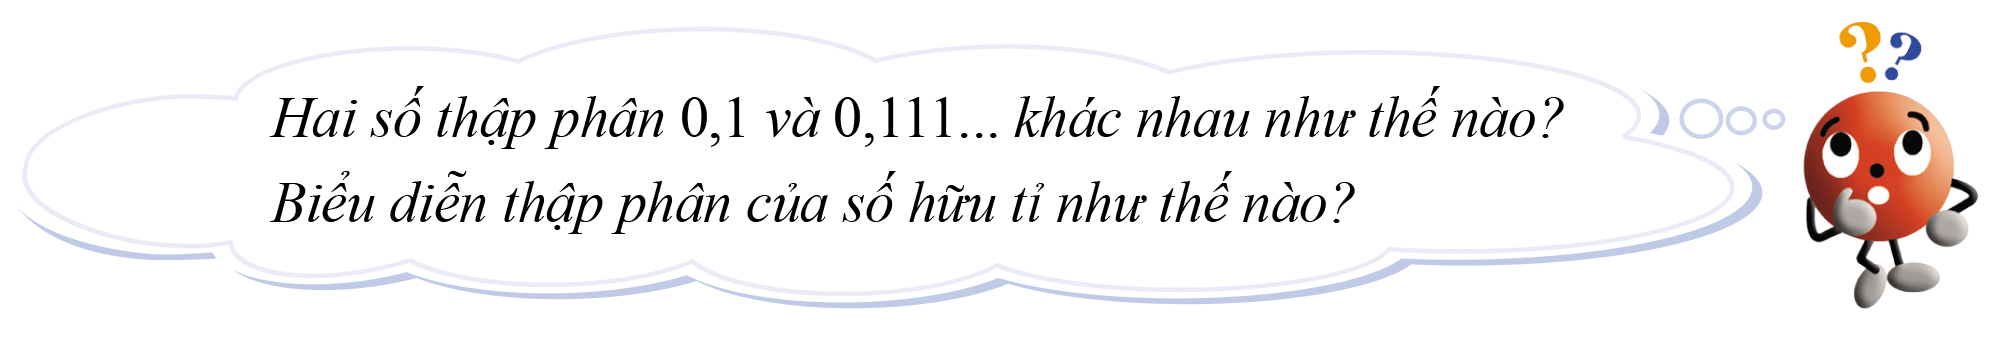 Hai số thập phân 0,1 và 0,111... khác nhau như thế nào?
Biểu diễn thập phân của số hữu tỉ như thế nào?
??